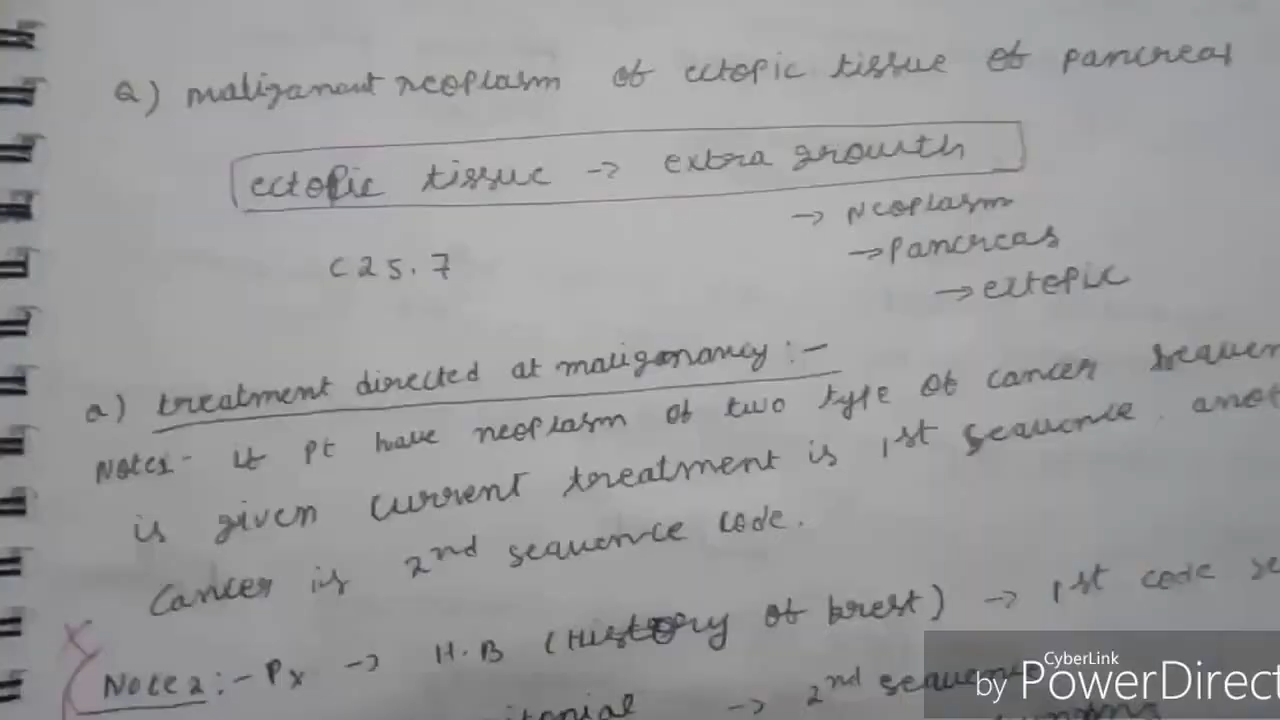 Q) maliganant neoplasm of ectopic tissue of pancreas
ectopic tissue -> extra growth
-> Neoplasm
-> Pancreas
C25.7
-> ectopic
a) treatment directed at maligonancy :-
Note1- If Pt have neoplasm of two type of cancer
is given current treatment is 1st sequence.
Cancer is 2nd sequence code.
Note2:- Px -> H.B (History of brest) -> 1st code
-> 2nd sequence
CyberLink
by PowerDirect